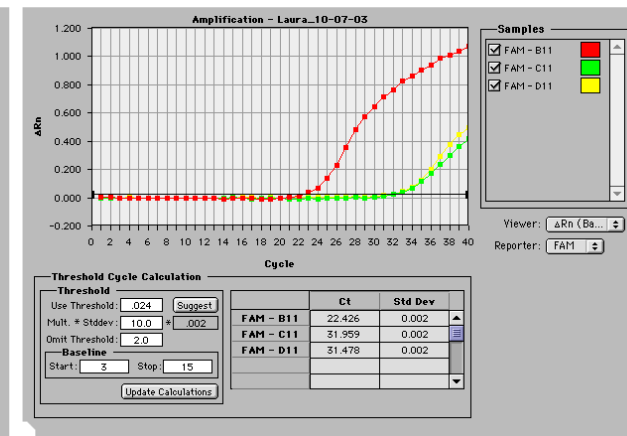 Amplification - Laura_10-07-03
1.200
1.000
0.800
0.600
0.400
0.200
0.000
-0.200
ΔRn
0 2 4 6 8 10 12 14 16 18 20 22 24 26 28 30 32 34 36 38 40
Cycle
Samples
FAM - B11
FAM - C11
FAM - D11
Viewer: ΔRn (Ba...
Reporter: FAM
Threshold Cycle Calculation
Threshold
Use Threshold: .024 Suggest
Mult. * Stddev: 10.0 * .002
Omit Threshold: 2.0
Baseline
Start: 3 Stop: 15
Update Calculations
Ct Std Dev
FAM - B11 22.426 0.002
FAM - C11 31.959 0.002
FAM - D11 31.478 0.002